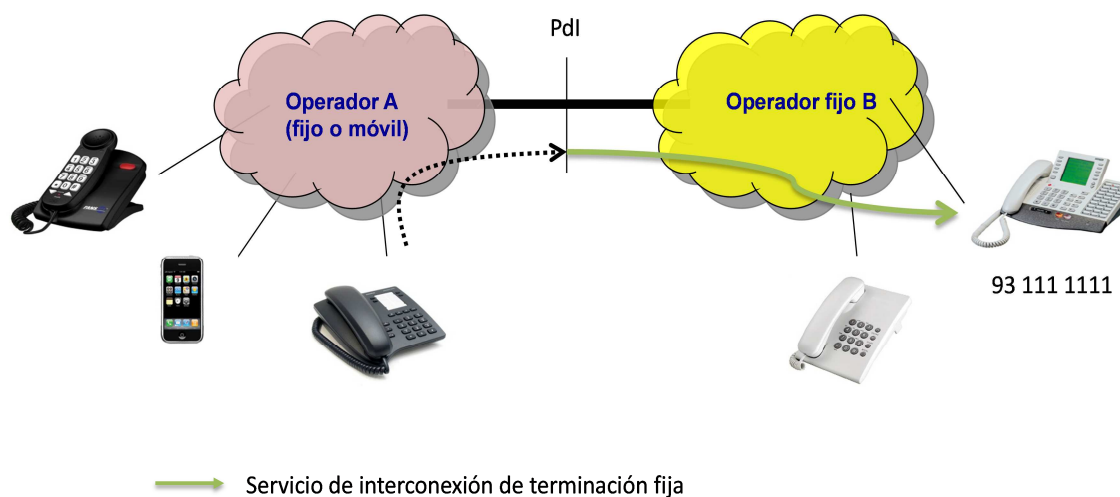 PdI
Operador A
(fijo o móvil)
Operador fijo B
93 111 1111
Servicio de interconexión de terminación fija